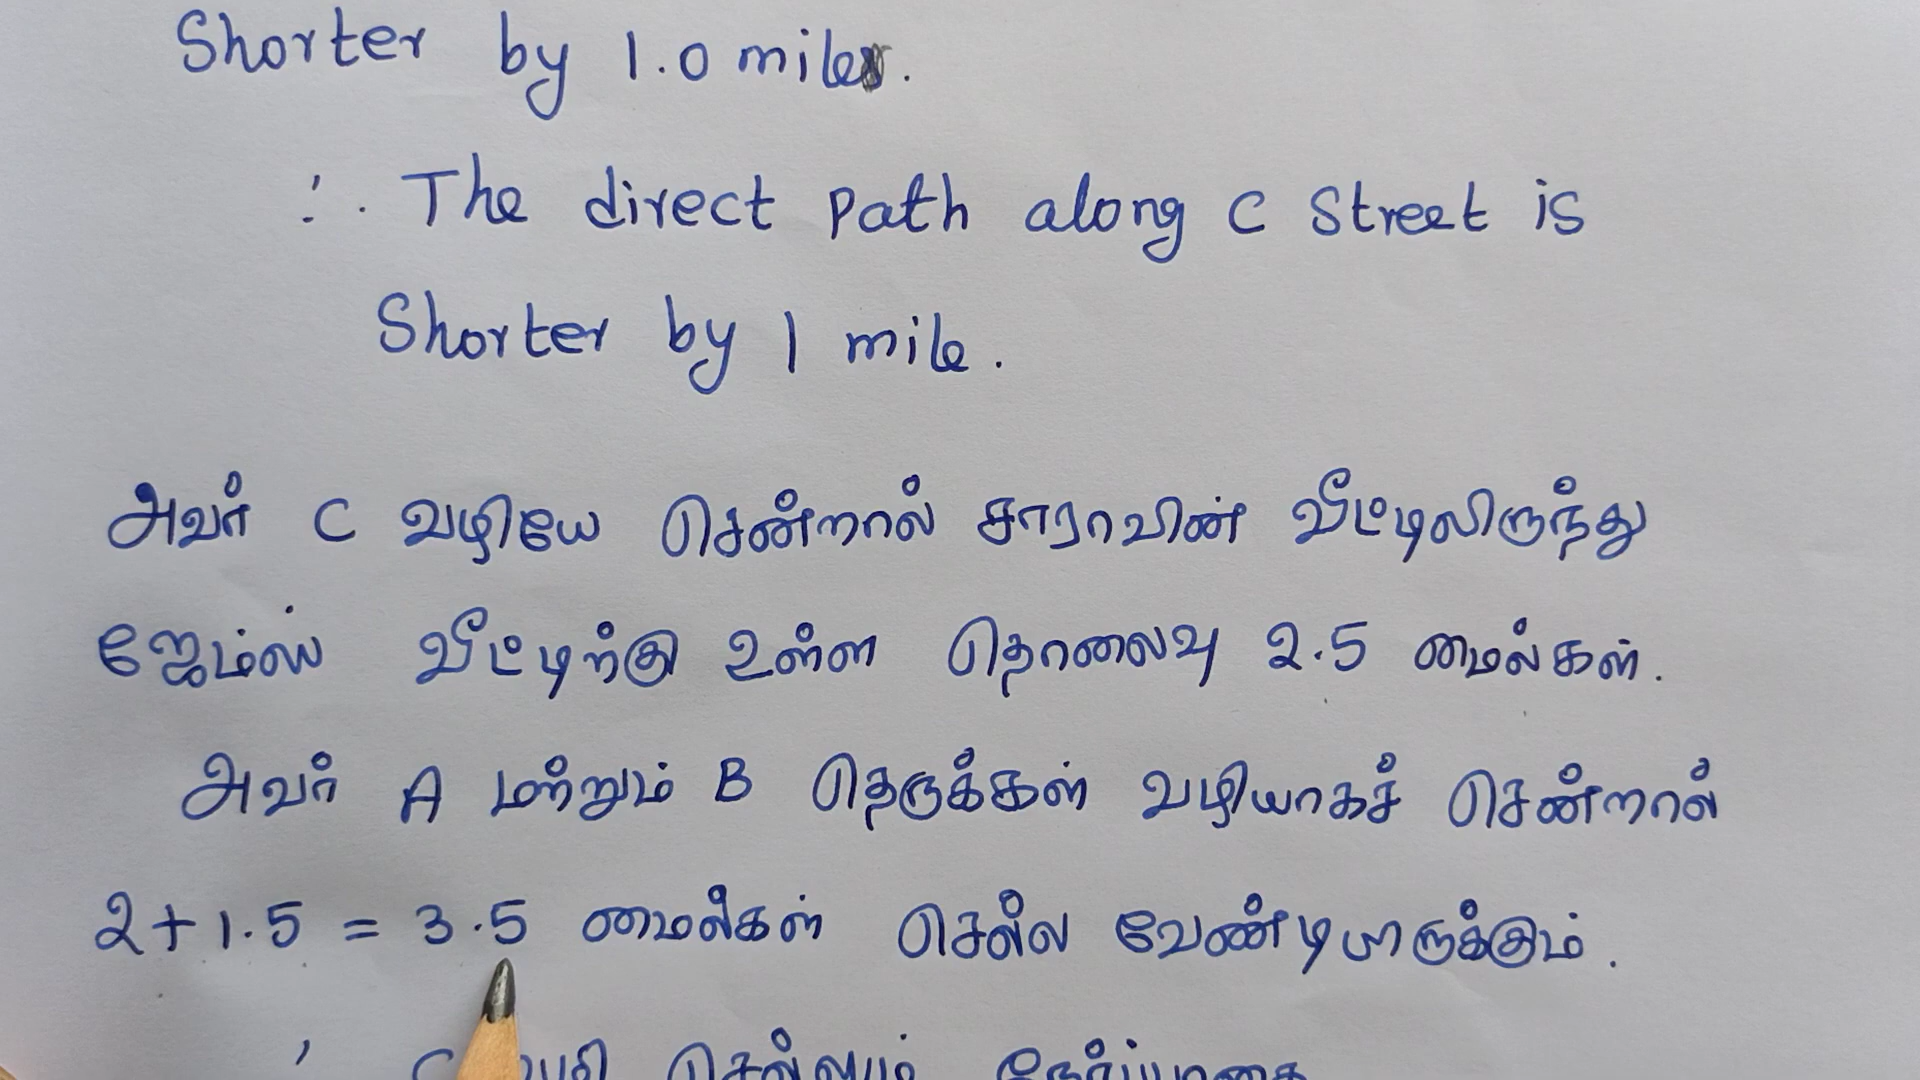 Shorter by 1.0 mile.
∴ The direct path along C Street is
Shorter by 1 mile.
அவர் C வழியே சென்றால் சாராவின் வீட்டிலிருந்து
ஜேம்ஸ் வீட்டிற்கு உள்ள தொலைவு 2.5 மைல்கள்.
அவர் A மற்றும் B தெருக்கள் வழியாகச் சென்றால்
2 + 1.5 = 3.5 மைல்கள் செல்ல வேண்டியிருக்கும்.
C செல்லும்